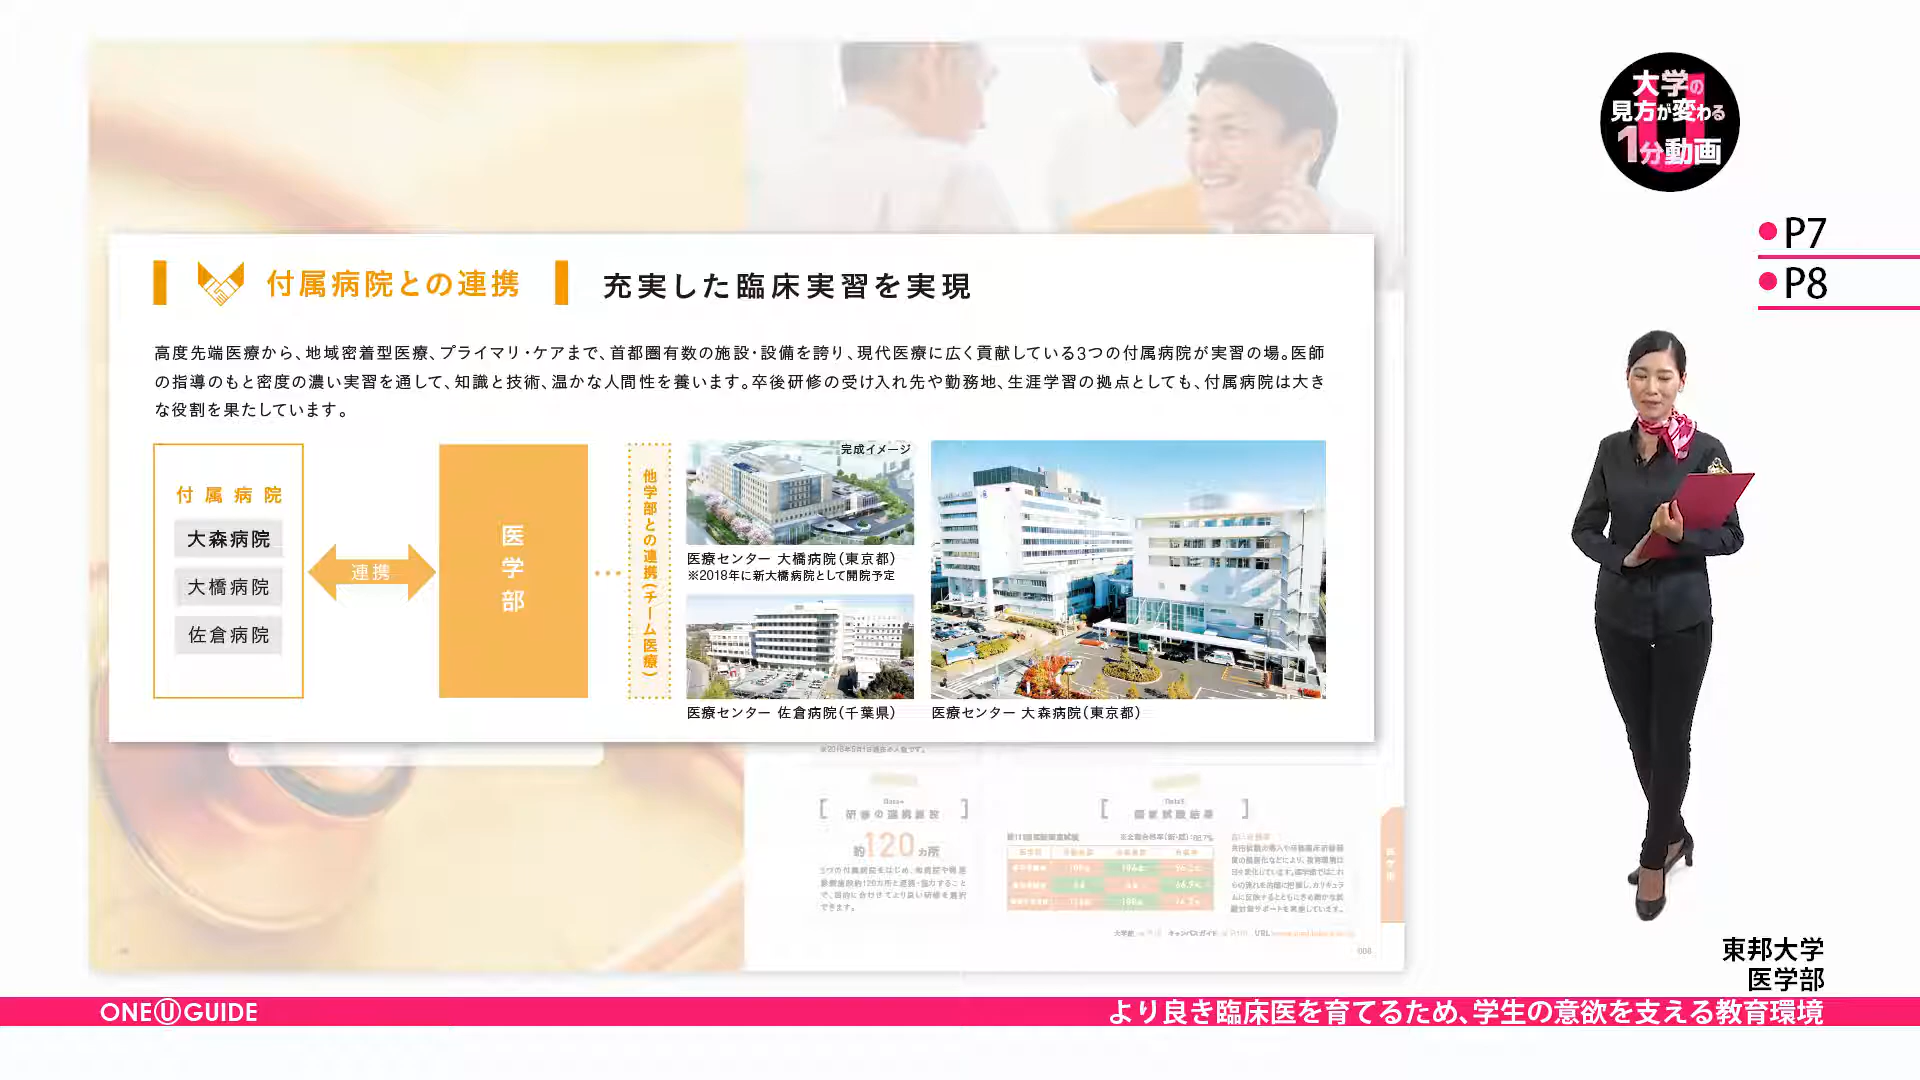 大学の
見方が変わる
1分動画
P7
P8
付属病院との連携 充実した臨床実習を実現
高度先端医療から、地域密着型医療、プライマリ・ケアまで、首都圏有数の施設・設備を誇り、現代医療に広く貢献している3つの付属病院が実習の場。医師
の指導のもと密度の濃い実習を通して、知識と技術、温かな人間性を養います。卒後研修の受け入れ先や勤務地、生涯学習の拠点としても、付属病院は大き
な役割を果たしています。
付属病院
大森病院
大橋病院
佐倉病院
連携
医学部
他学部との連携(チーム医療)
完成イメージ
医療センター 大橋病院(東京都)
※2018年に新大橋病院として開院予定
医療センター 佐倉病院(千葉県)
医療センター 大森病院(東京都)
研修の連携施設
約120ヵ所
国家試験結果
008
東邦大学
医学部
ONE U GUIDE
より良き臨床医を育てるため、学生の意欲を支える教育環境